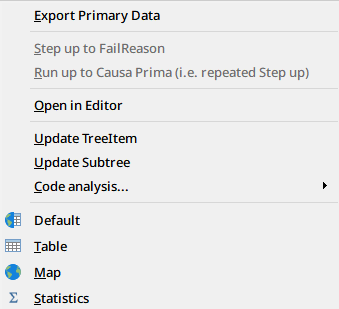 Export Primary Data
Step up to FailReason
Run up to Causa Prima (i.e. repeated Step up)
Open in Editor
Update TreeItem
Update Subtree
Code analysis...
Default
Table
Map
Statistics